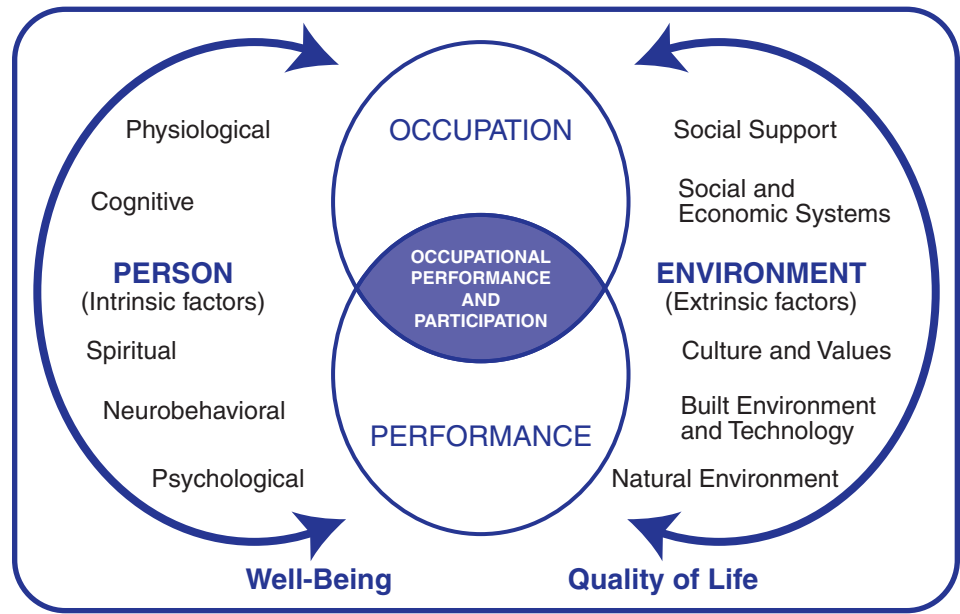 Physiological
Cognitive
PERSON
(Intrinsic factors)
Spiritual
Neurobehavioral
Psychological
OCCUPATION
OCCUPATIONAL
PERFORMANCE
AND
PARTICIPATION
PERFORMANCE
Social Support
Social and
Economic Systems
ENVIRONMENT
(Extrinsic factors)
Culture and Values
Built Environment
and Technology
Natural Environment
Well-Being
Quality of Life